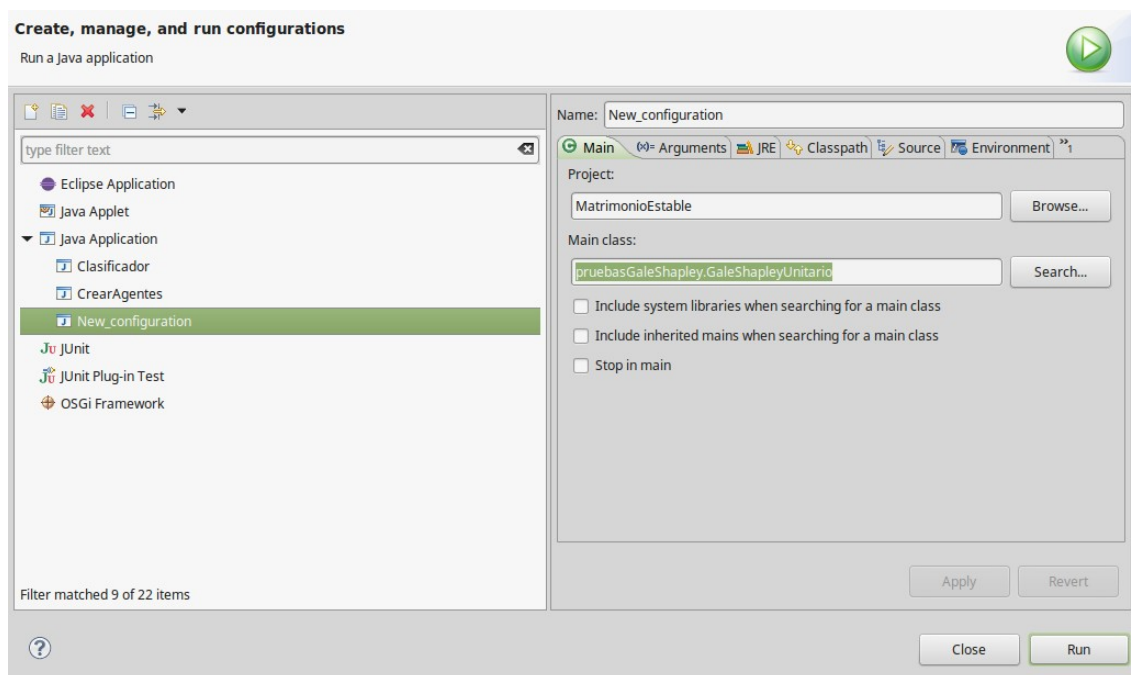 Create, manage, and run configurations
Run a Java application
type filter text
Eclipse Application
Java Applet
Java Application
Clasificador
CrearAgentes
New_configuration
JUnit
JUnit Plug-in Test
OSGi Framework
Filter matched 9 of 22 items
Name: New_configuration
Main (x)= Arguments JRE Classpath Source Environment »1
Project:
MatrimonioEstable Browse...
Main class:
pruebasGaleShapley.GaleShapleyUnitario Search...
Include system libraries when searching for a main class
Include inherited mains when searching for a main class
Stop in main
Apply Revert
Close Run